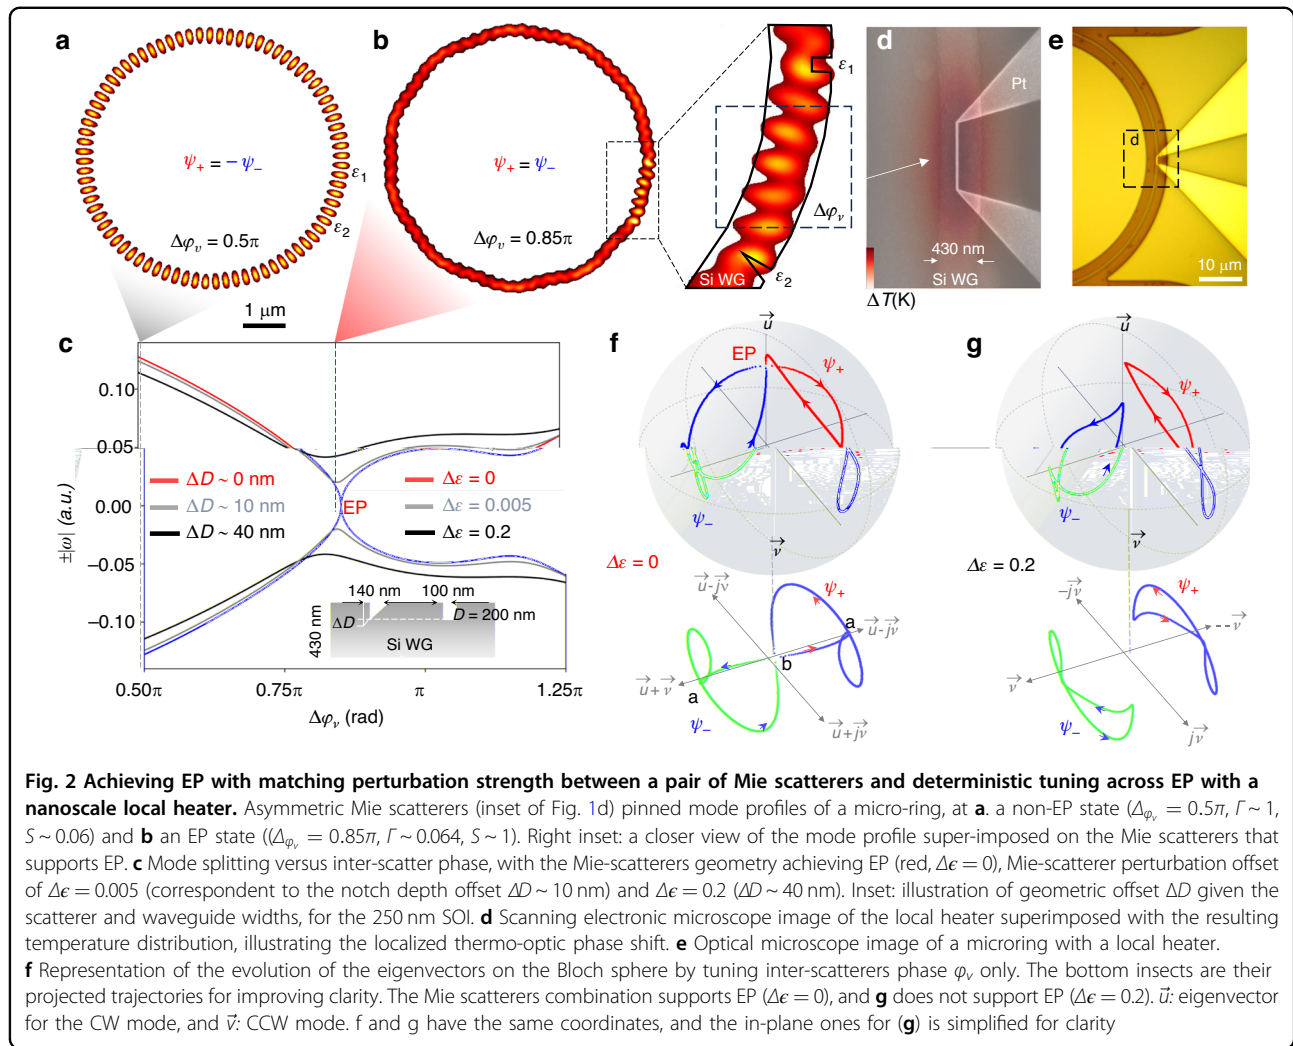 a
b
d
e
ψ₊ = −ψ₋
Δφᵥ = 0.5π
ε₁
ε₂
1 μm
ψ₊ = ψ₋
Δφᵥ = 0.85π
ε₁
Δφᵥ
ε₂
Si WG
Pt
430 nm
Si WG
ΔT(K)
d
10 μm
c
±|ω| (a.u.)
0.10
0.05
0.00
−0.05
−0.10
ΔD ~ 0 nm
ΔD ~ 10 nm
ΔD ~ 40 nm
EP
Δε = 0
Δε = 0.005
Δε = 0.2
140 nm
100 nm
430 nm
ΔD
D = 200 nm
Si WG
0.50π
0.75π
π
1.25π
Δφᵥ (rad)
f
u⃗
EP
ψ₊
ψ₋
v⃗
Δε = 0
u⃗-jv⃗
ψ₊
a
u⃗-jv⃗
b
u⃗+v⃗
a
ψ₋
u⃗+jv⃗
g
u⃗
ψ₊
ψ₋
v⃗
Δε = 0.2
-jv⃗
ψ₊
--v⃗
v⃗
ψ₋
jv⃗
Fig. 2 Achieving EP with matching perturbation strength between a pair of Mie scatterers and deterministic tuning across EP with a
nanoscale local heater. Asymmetric Mie scatterers (inset of Fig. 1d) pinned mode profiles of a micro-ring, at a. a non-EP state (Δ_φᵥ = 0.5π, Γ ~ 1,
S ~ 0.06) and b an EP state ((Δ_φᵥ = 0.85π, Γ ~ 0.064, S ~ 1). Right inset: a closer view of the mode profile super-imposed on the Mie scatterers that
supports EP. c Mode splitting versus inter-scatter phase, with the Mie-scatterers geometry achieving EP (red, Δϵ = 0), Mie-scatterer perturbation offset
of Δϵ = 0.005 (correspondent to the notch depth offset ΔD ~ 10 nm) and Δϵ = 0.2 (ΔD ~ 40 nm). Inset: illustration of geometric offset ΔD given the
scatterer and waveguide widths, for the 250 nm SOI. d Scanning electronic microscope image of the local heater superimposed with the resulting
temperature distribution, illustrating the localized thermo-optic phase shift. e Optical microscope image of a microring with a local heater.
f Representation of the evolution of the eigenvectors on the Bloch sphere by tuning inter-scatterers phase φᵥ only. The bottom insects are their
projected trajectories for improving clarity. The Mie scatterers combination supports EP (Δϵ = 0), and g does not support EP (Δϵ = 0.2). u⃗: eigenvector
for the CW mode, and v⃗: CCW mode. f and g have the same coordinates, and the in-plane ones for (g) is simplified for clarity